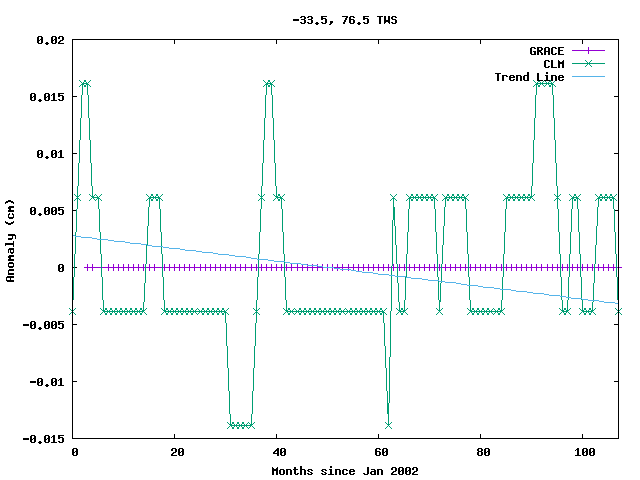 -33.5, 76.5 TWS
GRACE
CLM
Trend Line
0.02
0.015
0.01
0.005
0
-0.005
-0.01
-0.015
Anomaly (cm)
0 20 40 60 80 100
Months since Jan 2002